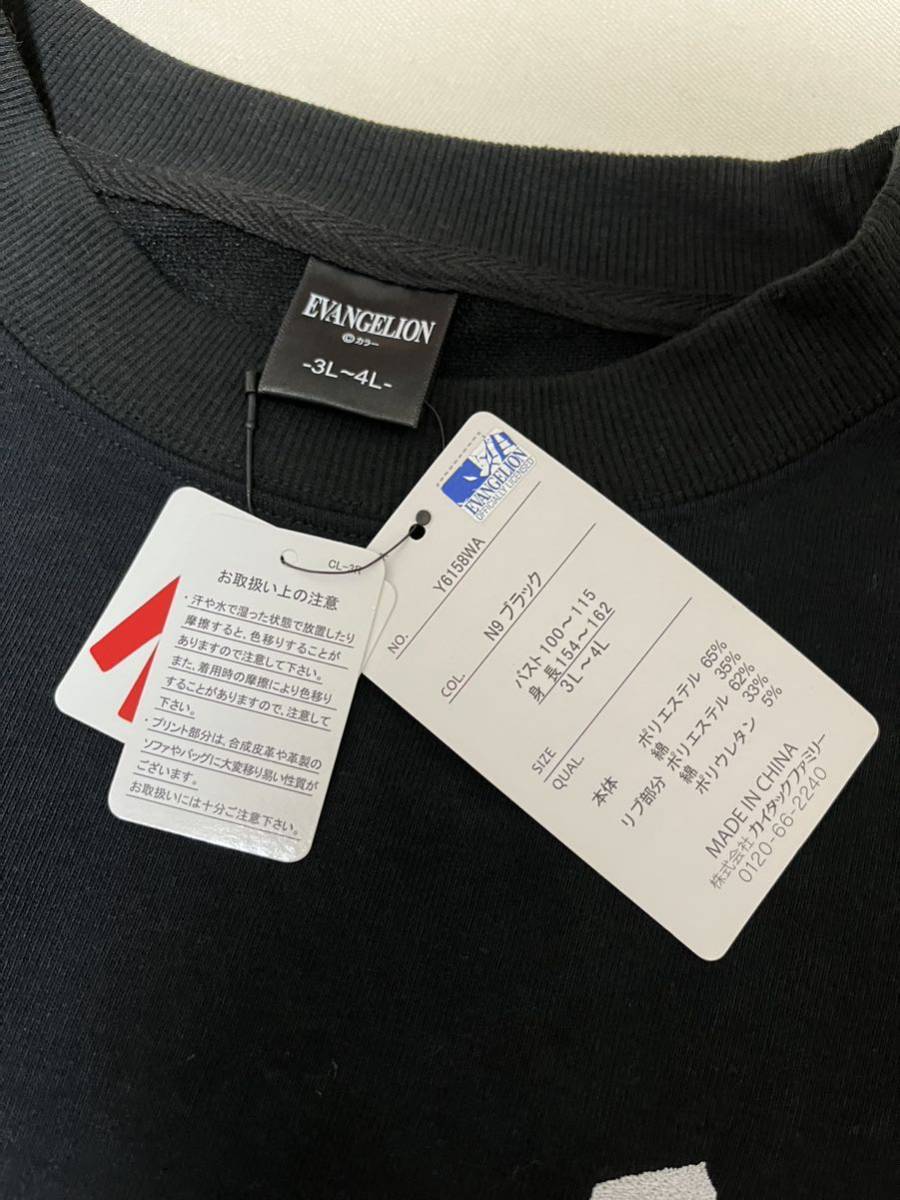 EVANGELION
©カラー
-3L～4L-
CL-3R
お取扱い上の注意
・汗や水で湿った状態で放置したり
摩擦すると、色移りすることが
ありますので注意して下さい。
また、着用時の摩擦により色移り
することがありますので、注意して
下さい。
・プリント部分は、合成皮革や革製の
ソファやバッグに大変移り易い性質が
ございます。
お取扱いには十分ご注意下さい。
EVANGELION
OFFICIALLY LICENSED
NO. Y6158WA
COL. N9 ブラック
SIZE バスト100～115
身長154～162
3L～4L
QUAL.
本体 ポリエステル 65%
綿 35%
リブ部分 ポリエステル 62%
綿 33%
ポリウレタン 5%
MADE IN CHINA
株式会社 カイタックファミリー
0120-66-2240